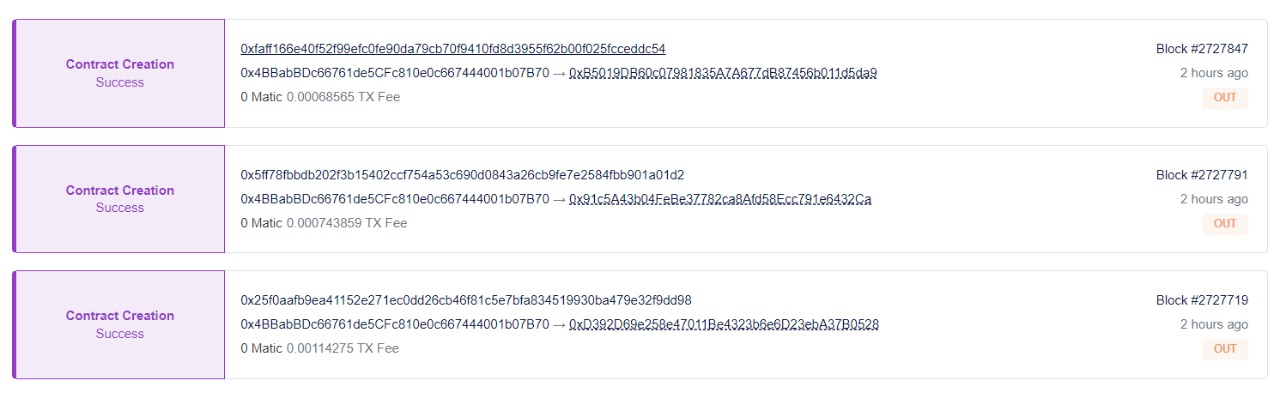 Contract Creation
Success
0xfaff166e40f52f99efc0fe90da79cb70f9410fd8d3955f62b00f025fcceddc54
0x4BBabBDc66761de5CFc810e0c667444001b07B70 → 0xB5019DB60c07981835A7A677dB87456b011d5da9
0 Matic 0.00068565 TX Fee
Block #2727847
2 hours ago
OUT
Contract Creation
Success
0x5ff78fbbdb202f3b15402ccf754a53c690d0843a26cb9fe7e2584fbb901a01d2
0x4BBabBDc66761de5CFc810e0c667444001b07B70 → 0x91c5A43b04FeBe37782ca8Afd58Ecc791e6432Ca
0 Matic 0.000743859 TX Fee
Block #2727791
2 hours ago
OUT
Contract Creation
Success
0x25f0aafb9ea41152e271ec0dd26cb46f81c5e7bfa834519930ba479e32f9dd98
0x4BBabBDc66761de5CFc810e0c667444001b07B70 → 0xD392D69e258e47011Be4323b6e6D23ebA37B0528
0 Matic 0.00114275 TX Fee
Block #2727719
2 hours ago
OUT